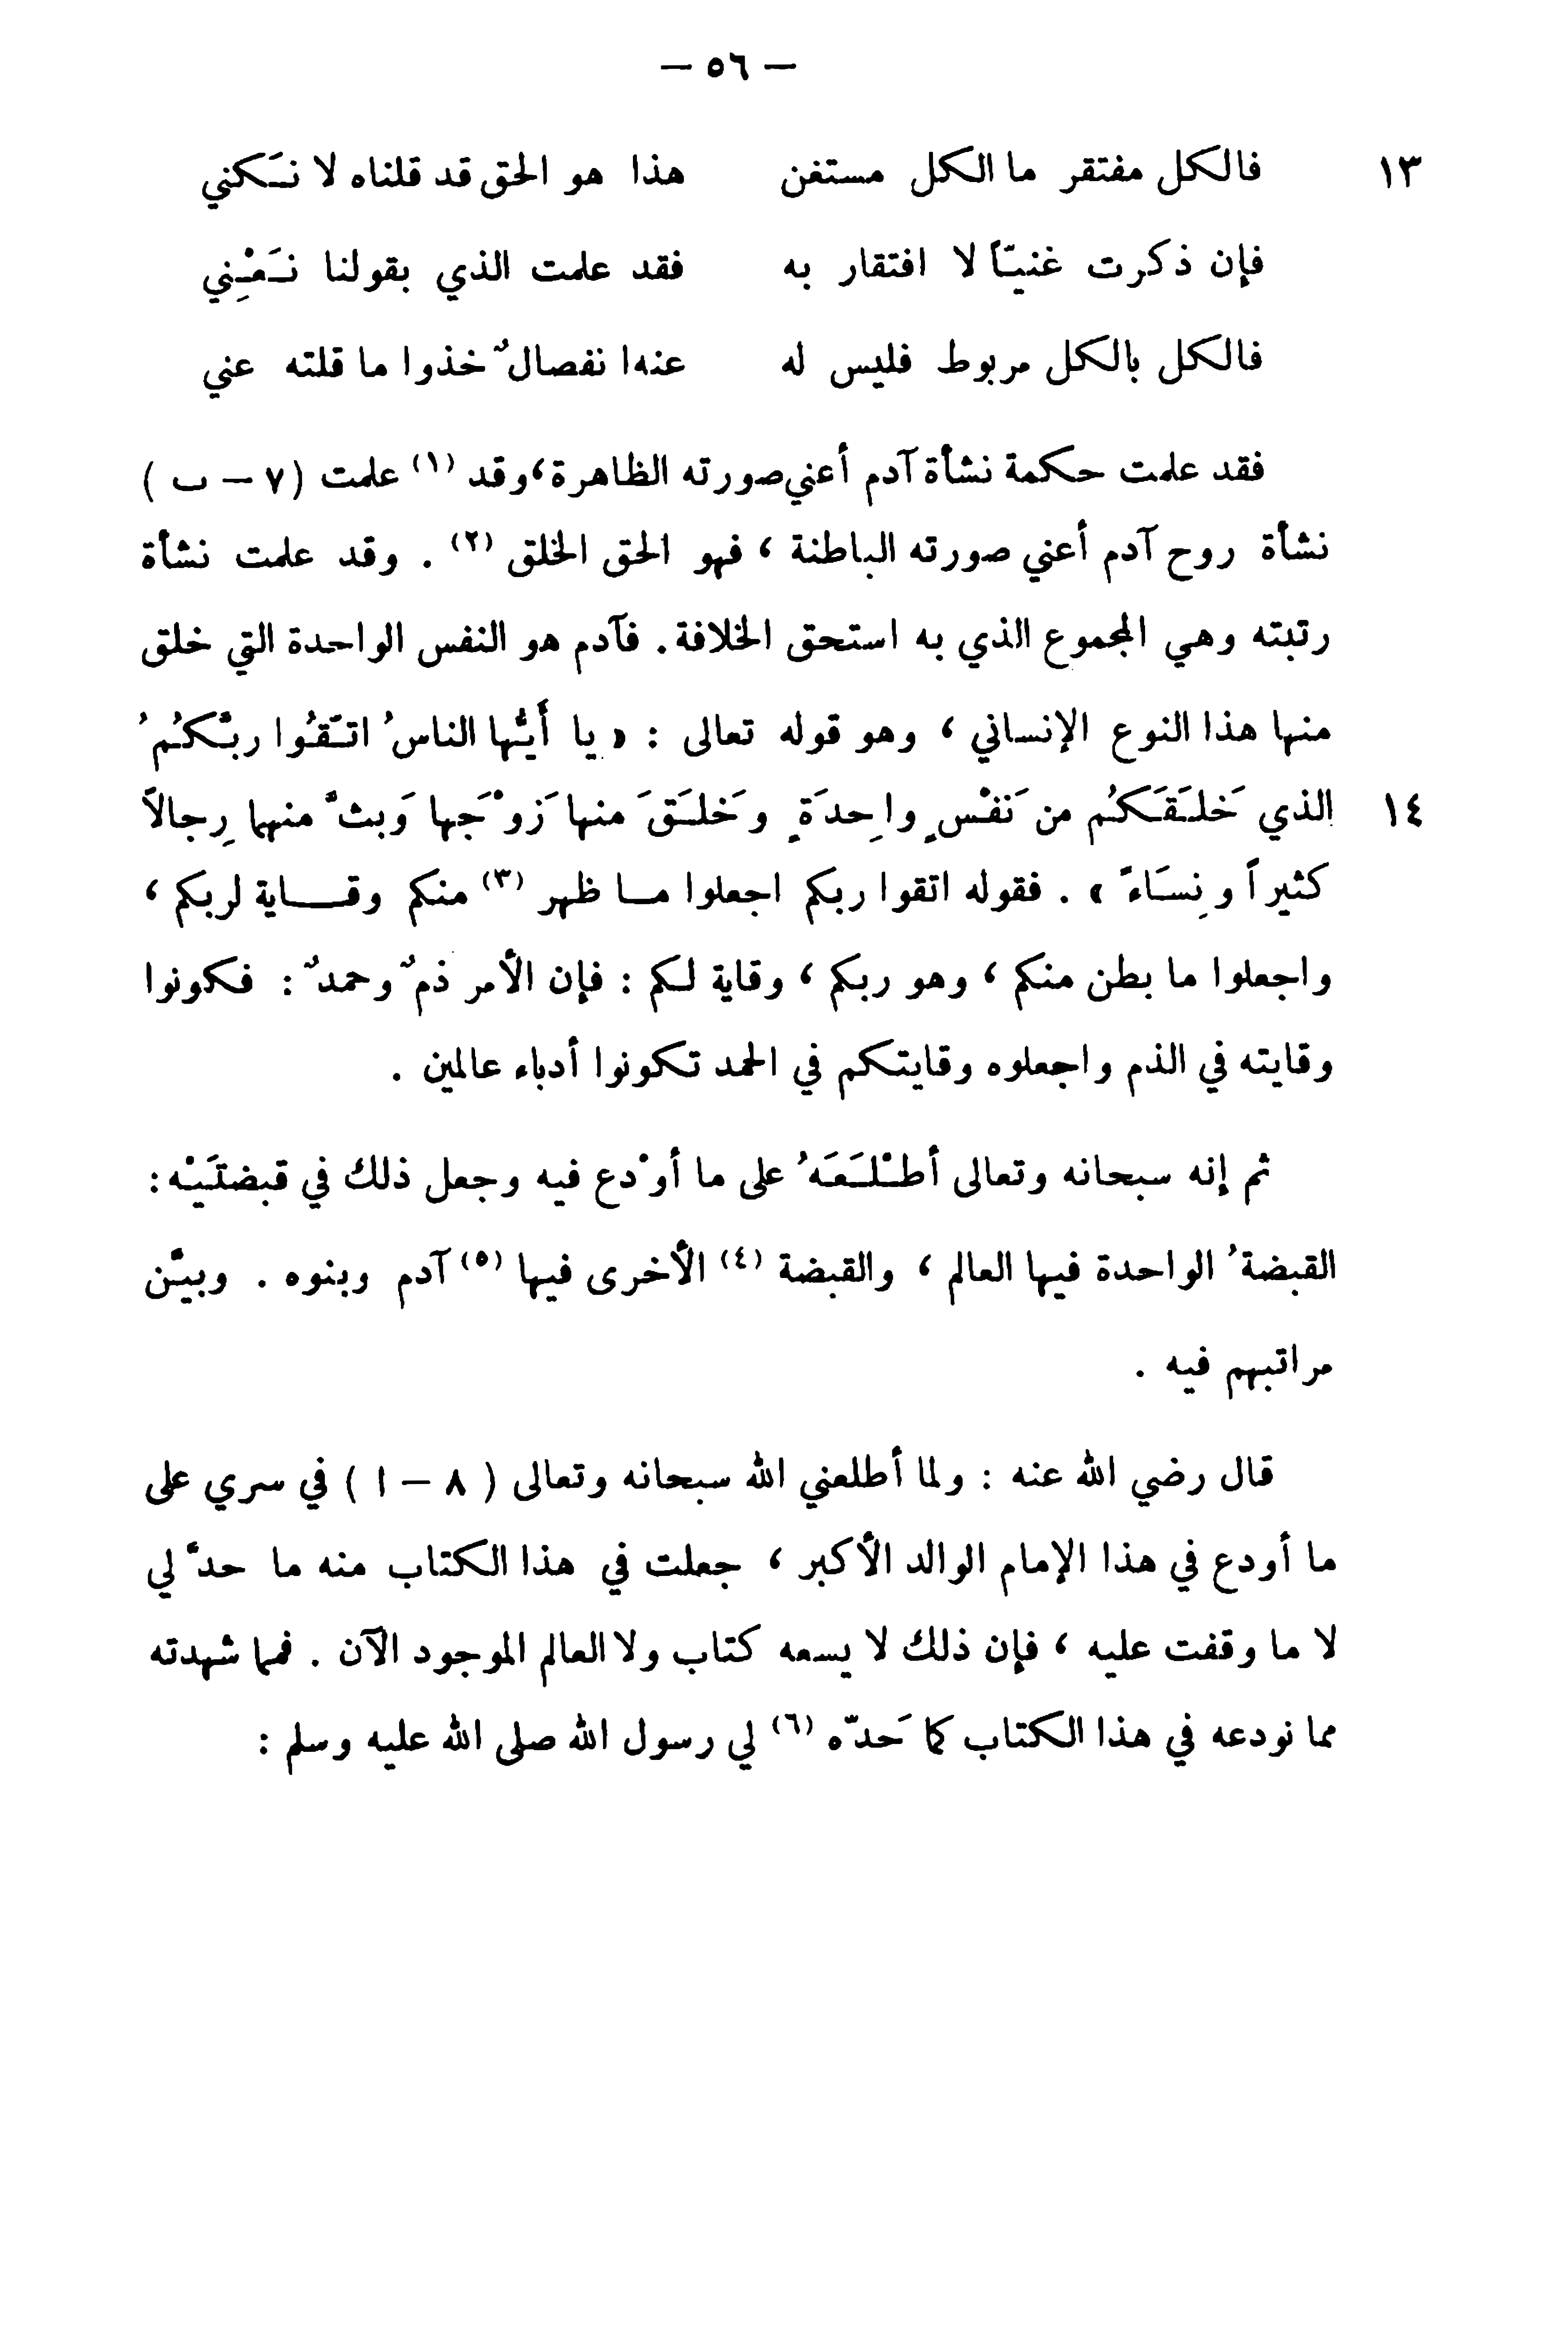 — ٥٦ —
١٣ فالكل مفتقر ما الكل مستغن هذا هو الحق قد قلناه لا نَكني
فإن ذكرت غنيّاً لا افتقار به فقد علمت الذي بقولنا نَعْنِي
فالكل بالكل مربوط فليس له عنه انفصالٌ خذوا ما قلته عني
فقد علمت حكمة نشأة آدم أعني صورته الظاهرة، وقد (١) علمت (٧ – ب)
نشأة روح آدم أعني صورته الباطنة ، فهو الحق الخلق (٢) . وقد علمت نشأة
رتبته وهي المجموع الذي به استحق الخلافة. فآدم هو النفس الواحدة التي خلق
منها هذا النوع الإنساني ، وهو قوله تعالى : « يا أَيُّها الناسُ اتَّقُوا ربَّكُمُ
١٤ الذي خَلَقَكُم من نَفْسٍ واحِدَةٍ وخَلَقَ منها زَوْجَها وَبثَّ منهما رِجالاً
كثيراً ونِسَاءً » . فقوله اتقوا ربكم اجعلوا مـا ظهر (٣) منكم وقـاية لربكم ،
واجعلوا ما بطن منكم ، وهو ربكم ، وقاية لكم : فإن الأمر ذمٌ وحمدٌ : فكونوا
وقايته في الذم واجعلوه وقايتكم في الحمد تكونوا أدباء عالمين .
ثم إنه سبحانه وتعالى أطْلَعَهُ على ما أوْدع فيه وجعل ذلك في قبضتَيْه:
القبضةُ الواحدة فيها العالم ، والقبضة (٤) الأخرى فيها (٥) آدم وبنوه . وبيَّن
مراتبهم فيه .
قال رضي الله عنه : ولما أطلعني الله سبحانه وتعالى ( ٨ – ا ) في سري على
ما أودع في هذا الإمام الوالد الأكبر ، جعلت في هذا الكتاب منه ما حدَّ لي
لا ما وقفت عليه ، فإن ذلك لا يسعه كتاب ولا العالم الموجود الآن . فمما شهدته
مما نودعه في هذا الكتاب كما حَدّه (٦) لي رسول الله صلى الله عليه وسلم :